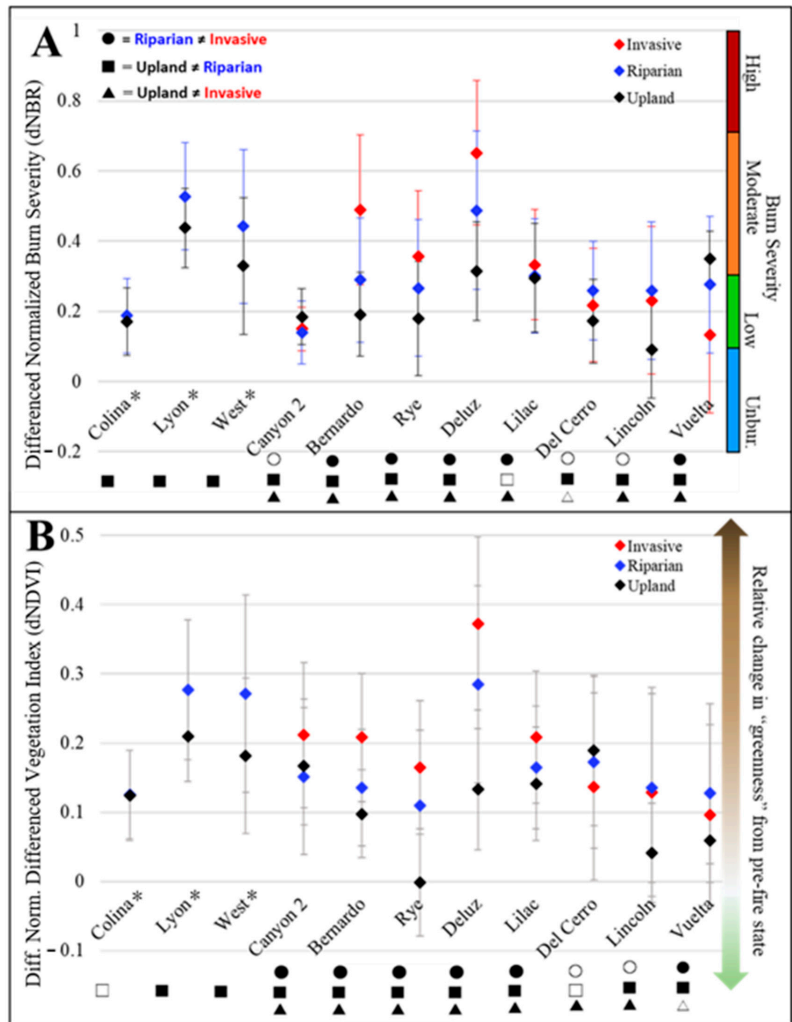 A
● = Riparian ≠ Invasive
■ = Upland ≠ Riparian
▲ = Upland ≠ Invasive
Invasive
Riparian
Upland
Differenced Normalized Burn Severity (dNBR)
1
0.8
0.6
0.4
0.2
0
-0.2
High
Moderate
Low
Unbur.
Burn Severity
Colina*
Lyon*
West*
Canyon 2
Bernardo
Rye
Deluz
Lilac
Del Cerro
Lincoln
Vuelta
B
Invasive
Riparian
Upland
Diff. Norm. Differenced Vegetation Index (dNDVI)
0.5
0.4
0.3
0.2
0.1
0
-0.1
Relative change in “greenness” from pre-fire state
Colina*
Lyon*
West*
Canyon 2
Bernardo
Rye
Deluz
Lilac
Del Cerro
Lincoln
Vuelta